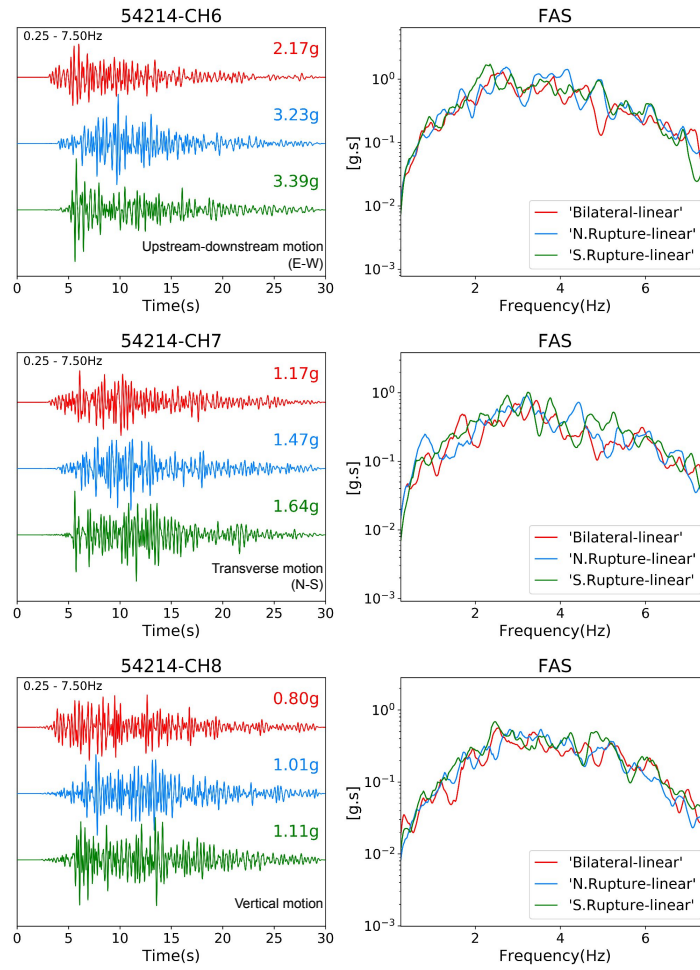 54214-CH6
0.25 - 7.50Hz
2.17g
3.23g
3.39g
Upstream-downstream motion
(E-W)
0 5 10 15 20 25 30
Time(s)
FAS
[g.s]
10⁰
10⁻¹
10⁻²
10⁻³
'Bilateral-linear'
'N.Rupture-linear'
'S.Rupture-linear'
2 4 6
Frequency(Hz)
54214-CH7
0.25 - 7.50Hz
1.17g
1.47g
1.64g
Transverse motion
(N-S)
0 5 10 15 20 25 30
Time(s)
FAS
[g.s]
10⁰
10⁻¹
10⁻²
10⁻³
'Bilateral-linear'
'N.Rupture-linear'
'S.Rupture-linear'
2 4 6
Frequency(Hz)
54214-CH8
0.25 - 7.50Hz
0.80g
1.01g
1.11g
Vertical motion
0 5 10 15 20 25 30
Time(s)
FAS
[g.s]
10⁰
10⁻¹
10⁻²
10⁻³
'Bilateral-linear'
'N.Rupture-linear'
'S.Rupture-linear'
2 4 6
Frequency(Hz)